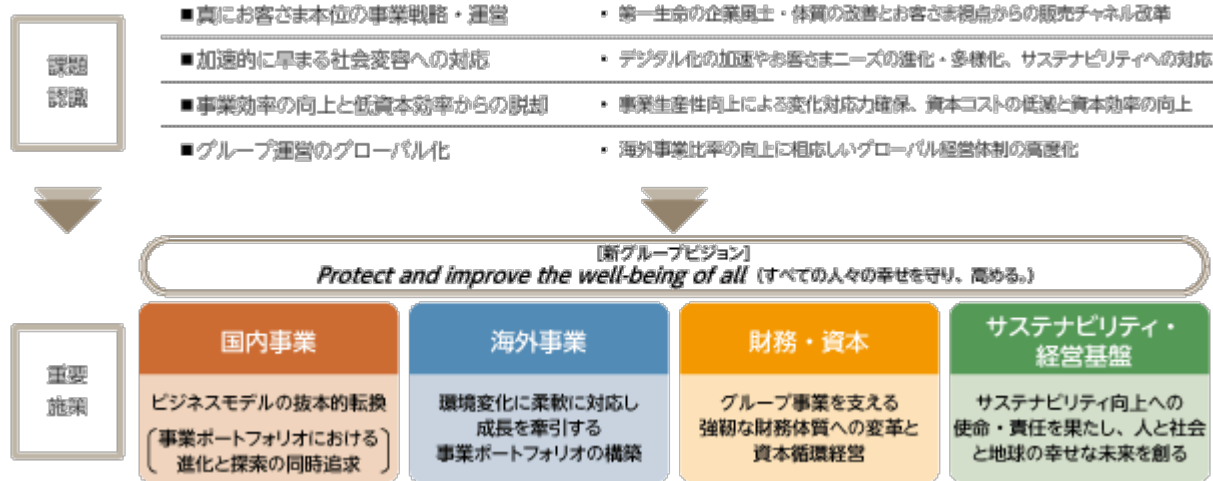 課題
認識
■真にお客さま本位の事業戦略・運営
・ 第一生命の企業風土・体質の改善とお客さま視点からの販売チャネル改革
■加速的に早まる社会変容への対応
・ デジタル化の加速やお客さまニーズの進化・多様化、サステナビリティへの対応
■事業効率の向上と低資本効率からの脱却
・ 事業生産性向上による変化対応力確保、資本コストの低減と資本効率の向上
■グループ運営のグローバル化
・ 海外事業比率の向上に相応しいグローバル経営体制の高度化
[新グループビジョン]
Protect and improve the well-being of all (すべての人々の幸せを守り、高める。)
重要
施策
国内事業
ビジネスモデルの抜本的転換
(事業ポートフォリオにおける
進化と探索の同時追求)
海外事業
環境変化に柔軟に対応し
成長を牽引する
事業ポートフォリオの構築
財務・資本
グループ事業を支える
強靭な財務体質への変革と
資本循環経営
サステナビリティ・
経営基盤
サステナビリティ向上への
使命・責任を果たし、人と社会
と地球の幸せな未来を創る